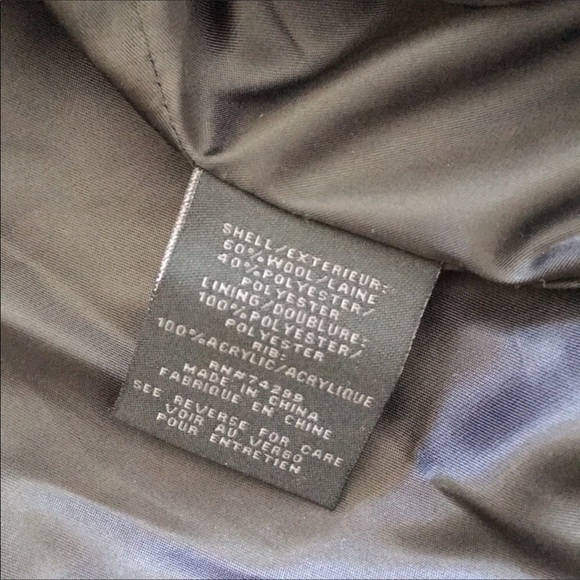 SHELL/EXTERIEUR:
60%WOOL/LAINE
40%POLYESTER/
POLYESTER
LINING/DOUBLURE:
100%POLYESTER/
POLYESTER
RIB:
100%ACRYLIC/ACRYLIQUE
RN#74299
MADE IN CHINA
FABRIQUE EN CHINE
SEE REVERSE FOR CARE
VOIR AU VERSO
POUR ENTRETIEN